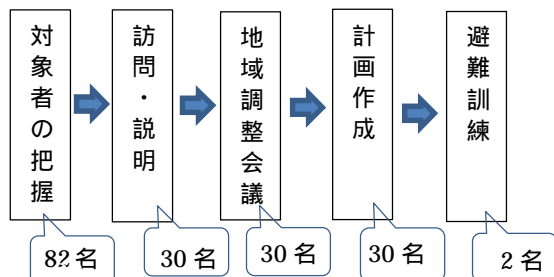 対象者の把握
訪問・説明
地域調整会議
計画作成
避難訓練
82名
30名
30名
30名
2名